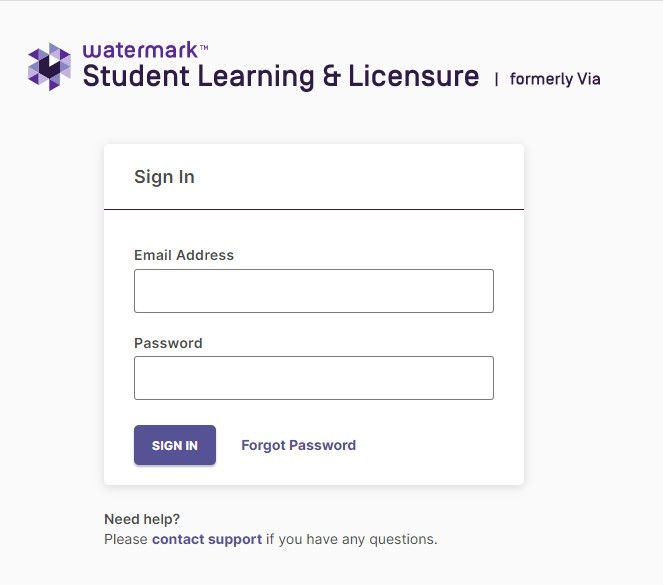 watermark™
Student Learning & Licensure | formerly Via
Sign In
Email Address
Password
SIGN IN Forgot Password
Need help?
Please contact support if you have any questions.